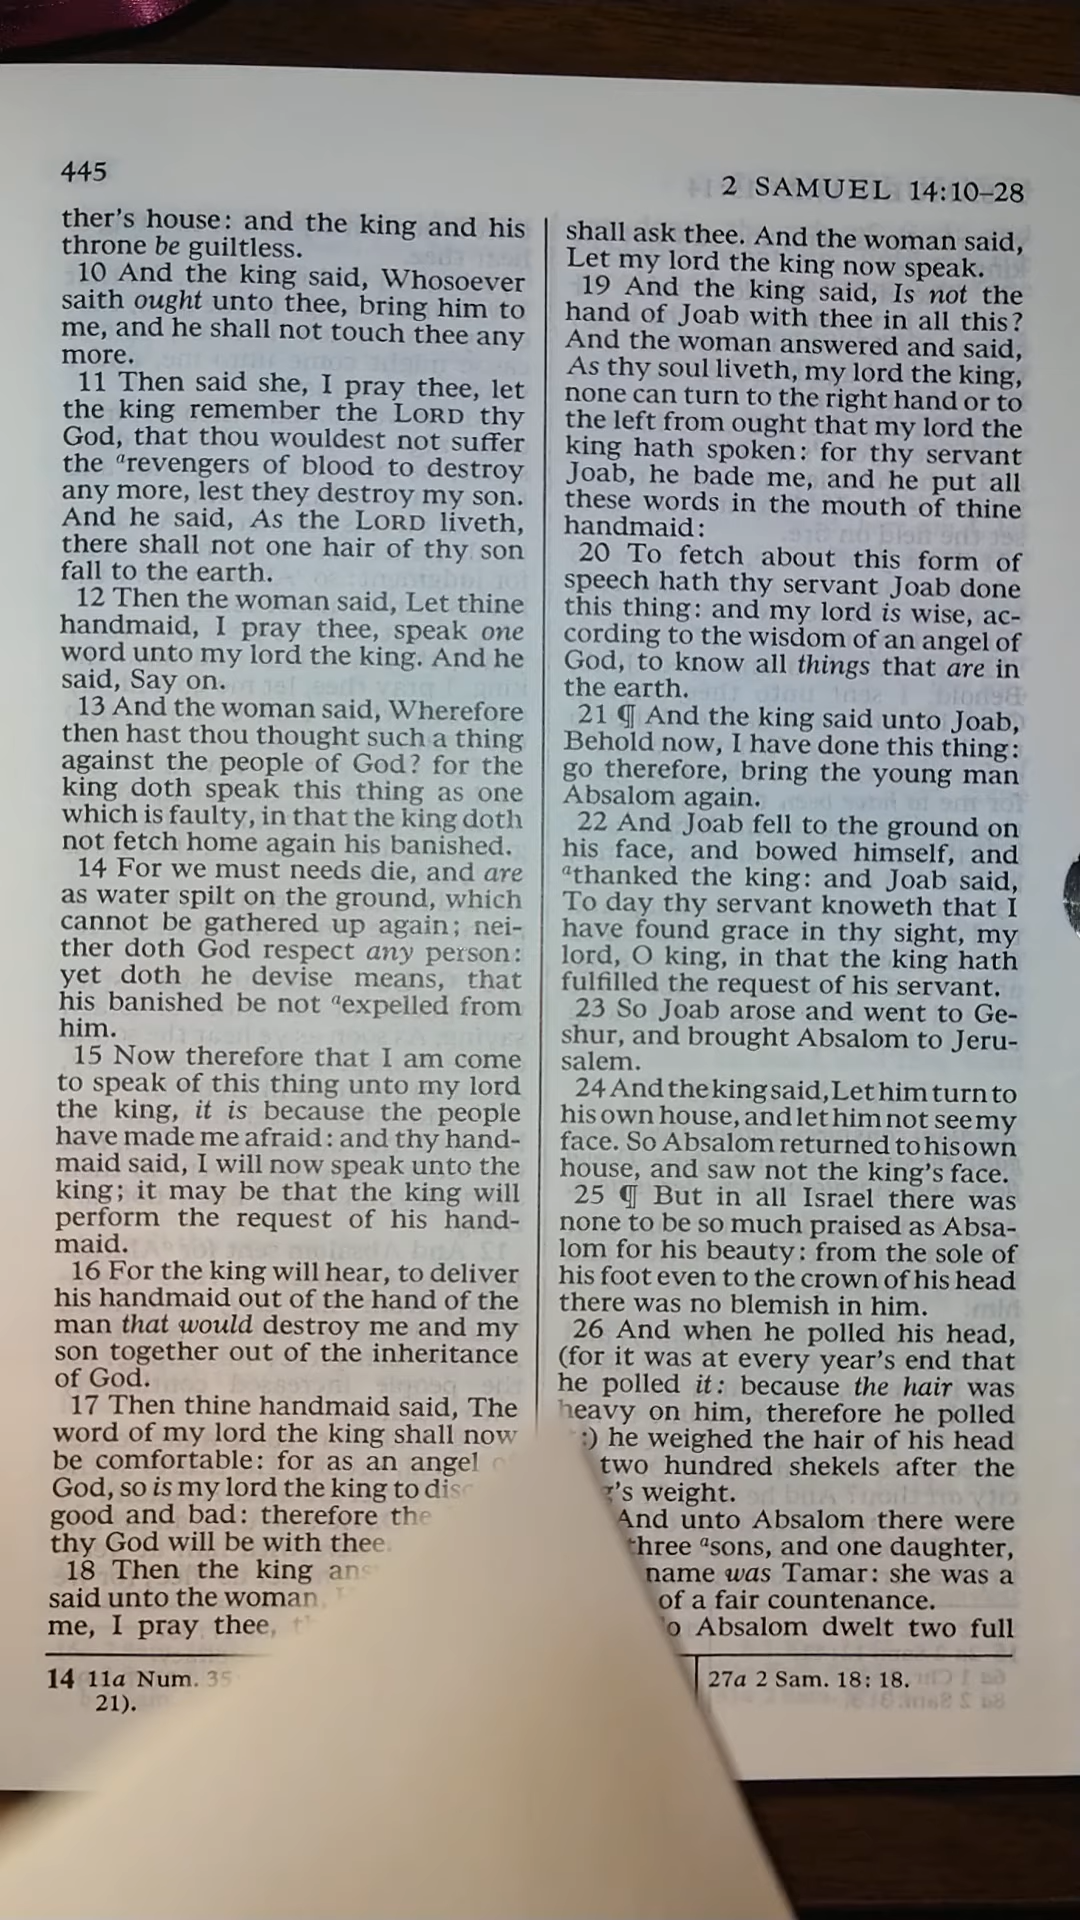 445
2 SAMUEL 14:10–28
ther's house: and the king and his
throne be guiltless.
10 And the king said, Whosoever
saith ought unto thee, bring him to
me, and he shall not touch thee any
more.
11 Then said she, I pray thee, let
the king remember the LORD thy
God, that thou wouldest not suffer
the a revengers of blood to destroy
any more, lest they destroy my son.
And he said, As the LORD liveth,
there shall not one hair of thy son
fall to the earth.
12 Then the woman said, Let thine
handmaid, I pray thee, speak one
word unto my lord the king. And he
said, Say on.
13 And the woman said, Wherefore
then hast thou thought such a thing
against the people of God? for the
king doth speak this thing as one
which is faulty, in that the king doth
not fetch home again his banished.
14 For we must needs die, and are
as water spilt on the ground, which
cannot be gathered up again; nei-
ther doth God respect any person:
yet doth he devise means, that
his banished be not a expelled from
him.
15 Now therefore that I am come
to speak of this thing unto my lord
the king, it is because the people
have made me afraid: and thy hand-
maid said, I will now speak unto the
king; it may be that the king will
perform the request of his hand-
maid.
16 For the king will hear, to deliver
his handmaid out of the hand of the
man that would destroy me and my
son together out of the inheritance
of God.
17 Then thine handmaid said, The
word of my lord the king shall now
be comfortable: for as an angel
God, so is my lord the king to
good and bad: therefore the
thy God will be with thee.
18 Then the king
said unto the woman,
me, I pray thee,
14 11a Num. 35
21).
shall ask thee. And the woman said,
Let my lord the king now speak.
19 And the king said, Is not the
hand of Joab with thee in all this?
And the woman answered and said,
As thy soul liveth, my lord the king,
none can turn to the right hand or to
the left from ought that my lord the
king hath spoken: for thy servant
Joab, he bade me, and he put all
these words in the mouth of thine
handmaid:
20 To fetch about this form of
speech hath thy servant Joab done
this thing: and my lord is wise, ac-
cording to the wisdom of an angel of
God, to know all things that are in
the earth.
21 ¶ And the king said unto Joab,
Behold now, I have done this thing:
go therefore, bring the young man
Absalom again.
22 And Joab fell to the ground on
his face, and bowed himself, and
a thanked the king: and Joab said,
To day thy servant knoweth that I
have found grace in thy sight, my
lord, O king, in that the king hath
fulfilled the request of his servant.
23 So Joab arose and went to Ge-
shur, and brought Absalom to Jeru-
salem.
24 And the king said, Let him turn to
his own house, and let him not see my
face. So Absalom returned to his own
house, and saw not the king's face.
25 ¶ But in all Israel there was
none to be so much praised as Absa-
lom for his beauty: from the sole of
his foot even to the crown of his head
there was no blemish in him.
26 And when he polled his head,
(for it was at every year's end that
he polled it: because the hair was
heavy on him, therefore he polled
:) he weighed the hair of his head
two hundred shekels after the
's weight.
And unto Absalom there were
three a sons, and one daughter,
name was Tamar: she was a
of a fair countenance.
Absalom dwelt two full
27a 2 Sam. 18: 18.